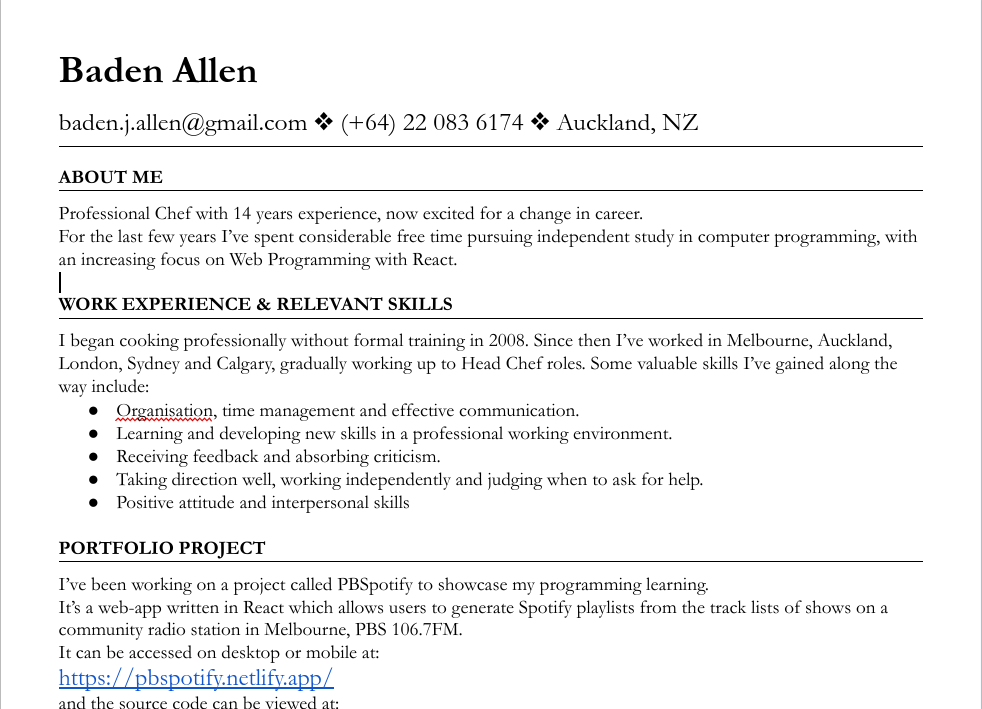 Baden Allen
baden.j.allen@gmail.com ❖ (+64) 22 083 6174 ❖ Auckland, NZ
ABOUT ME
Professional Chef with 14 years experience, now excited for a change in career.
For the last few years I’ve spent considerable free time pursuing independent study in computer programming, with
an increasing focus on Web Programming with React.
WORK EXPERIENCE & RELEVANT SKILLS
I began cooking professionally without formal training in 2008. Since then I’ve worked in Melbourne, Auckland,
London, Sydney and Calgary, gradually working up to Head Chef roles. Some valuable skills I’ve gained along the
way include:
● Organisation, time management and effective communication.
● Learning and developing new skills in a professional working environment.
● Receiving feedback and absorbing criticism.
● Taking direction well, working independently and judging when to ask for help.
● Positive attitude and interpersonal skills
PORTFOLIO PROJECT
I’ve been working on a project called PBSpotify to showcase my programming learning.
It’s a web-app written in React which allows users to generate Spotify playlists from the track lists of shows on a
community radio station in Melbourne, PBS 106.7FM.
It can be accessed on desktop or mobile at:
https://pbspotify.netlify.app/
and the source code can be viewed at: